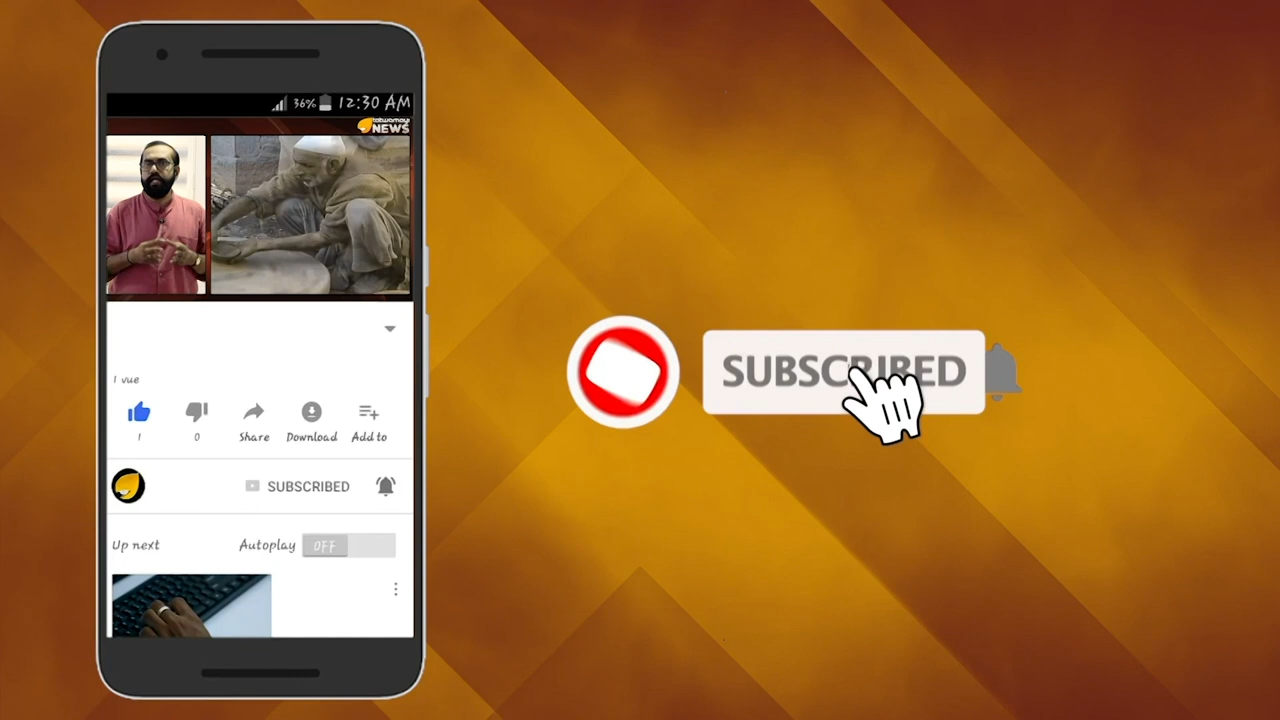 36% 12:30 AM
tatwamayi
NEWS
1 vue
1
0
Share
Download
Add to
SUBSCRIBED
Up next
Autoplay
OFF
SUBSCRIBED